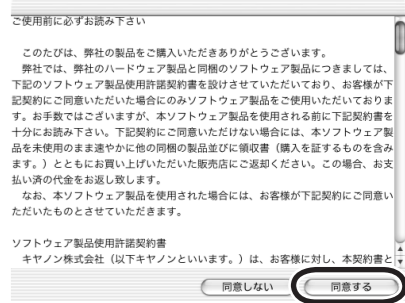 ご使用前に必ずお読み下さい
このたびは、弊社の製品をご購入いただきありがとうございます。
弊社では、弊社のハードウェア製品と同梱のソフトウェア製品につきましては、
下記のソフトウェア製品使用許諾契約書を設けさせていただいており、お客様が下
記契約にご同意いただいた場合にのみソフトウェア製品をご使用いただいておりま
す。お手数ではございますが、本ソフトウェア製品を使用される前に下記契約書を
十分にお読み下さい。下記契約にご同意いただけない場合には、本ソフトウェア製
品を未使用のまま速やかに他の同梱の製品並びに領収書（購入を証するものを含み
ます。）とともにお買い上げいただいた販売店にご返却ください。この場合、お支
払い済の代金をお返し致します。
なお、本ソフトウェア製品を使用された場合には、お客様が下記契約にご同意い
ただいたものとさせていただきます。
ソフトウェア製品使用許諾契約書
キヤノン株式会社（以下キヤノンといいます。）は、お客様に対し、本契約書と
同意しない
同意する